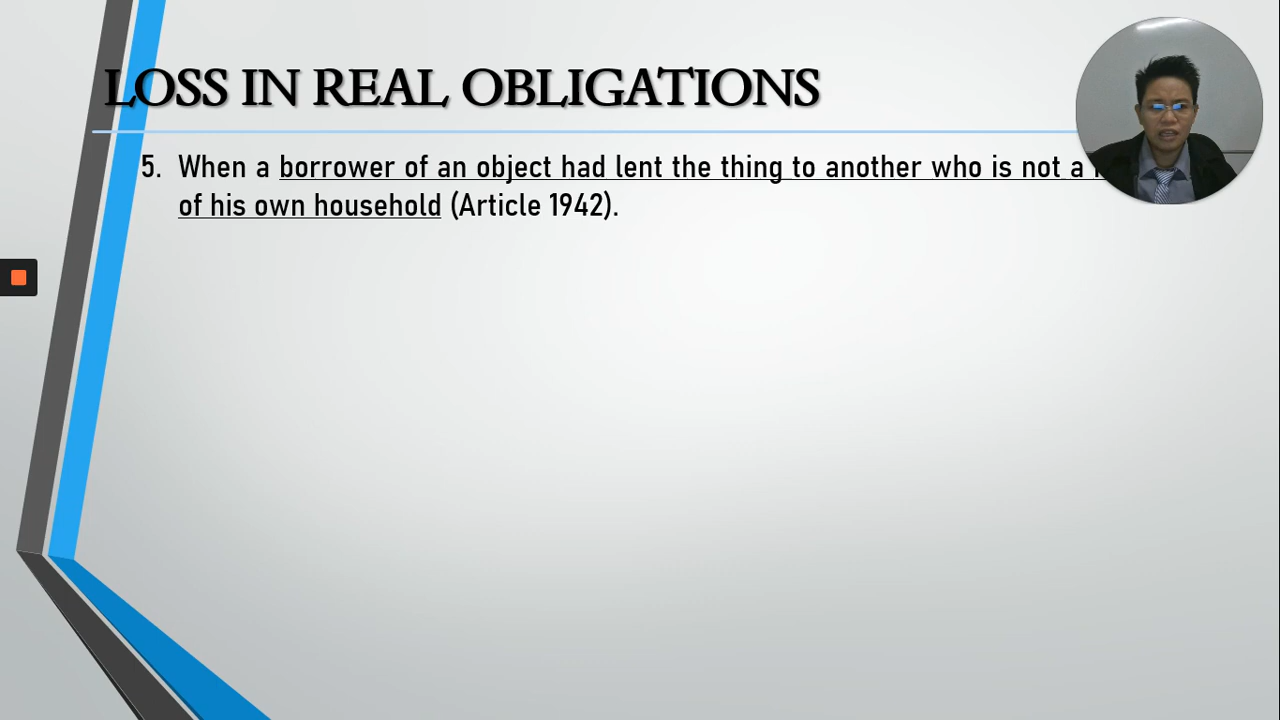 LOSS IN REAL OBLIGATIONS
5. When a borrower of an object had lent the thing to another who is not a
of his own household (Article 1942).